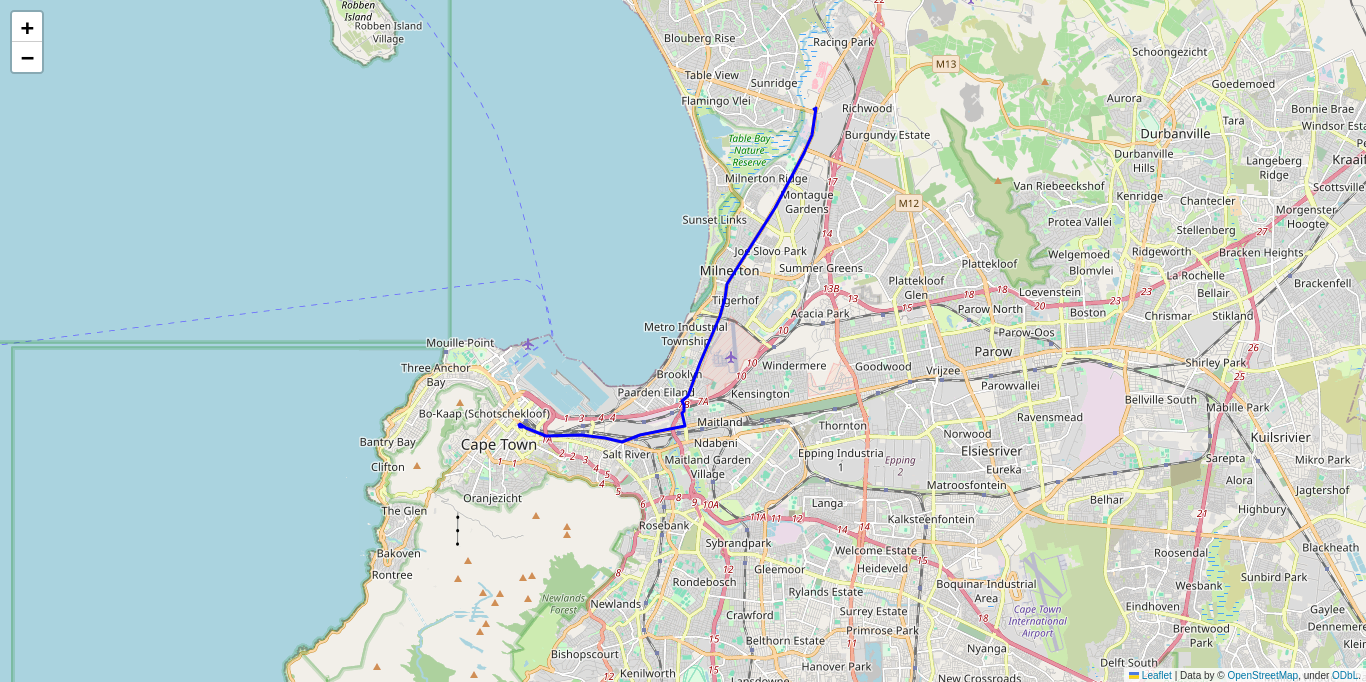 +
−
Robben
Island
Robben Island
Village
Blouberg Rise
Racing Park
22
M13
Schoongezicht
Table View
Sunridge
Goedemoed
Flamingo Vlei
Richwood
Aurora
Bonnie Brae
Tara
Windsor Esta
Burgundy Estate
Durbanville
Table Bay
Nature
Reserve
Durbanville
Hills
Langeberg
Ridge
Kraaif
Milnerton Ridge
17
Van Riebeeckshof
Scottsville
Montague
Gardens
M12
Kenridge
Chantecler
Morgenster
Hoogte
Sunset Links
Protea Vallei
Stellenberg
14
27
Joe Slovo Park
Welgemoed
Ridgeworth
Bracken Heights
Plattekloof
Blomvlei
Milnerton
Summer Greens
La Rochelle
26
Plattekloof
Glen
Brackenfell
13B
13
15
18
18
20
23
Loevenstein
Bellair
Tijgerhof
Acacia Park
Parow North
Boston
Chrismar
Stikland
Metro Industrial
Township
10
Parow-Oos
Mouille Point
Parow
Three Anchor
Bay
10
Windermere
Goodwood
Vrijzee
Shirley Park
Brooklyn
10
25
Parowvallei
Paarden Eiland
Kensington
Bellville South
7A
Mabille Park
Bo-Kaap (Schotschekloof)
1 3 4 4
Maitland
Thornton
Ravensmead
Bantry Bay
Cape Town
1A
Ndabeni
Norwood
Kuilsrivier
Salt River
Elsiesrivier
Epping Industria
1
Epping
2
Sarepta
Mikro Park
Clifton
1 1
2 2 3 4 5
4
5
Maitland Garden
Village
Eureka
21
Alora
Matroosfontein
Jagtershof
Oranjezicht
6 7 8 9 10A
Langa
Belhar
Highbury
The Glen
11A
11
12
14
14
Kalksteenfontein
Rosebank
Sybrandpark
Blackheath
Bakoven
Welcome Estate
Roosendal
Rontree
8
12
Gleemoor
Heideveld
Sunbird Park
Rondebosch
Boquinar Industrial
Area
Wesbank
Rylands Estate
Newlands
Forest
Newlands
Crawford
Surrey Estate
Cape Town
International
Airport
Eindhoven
Gaylee
Primrose Park
Brentwood
Park
Dennemere
15
Belthorn Estate
Nyanga
Klein
Bishopscourt
Hanover Park
Delft South
12
Kenilworth
15
Lansdowne
New Crossroads
Leaflet | Data by © OpenStreetMap, under ODbL.